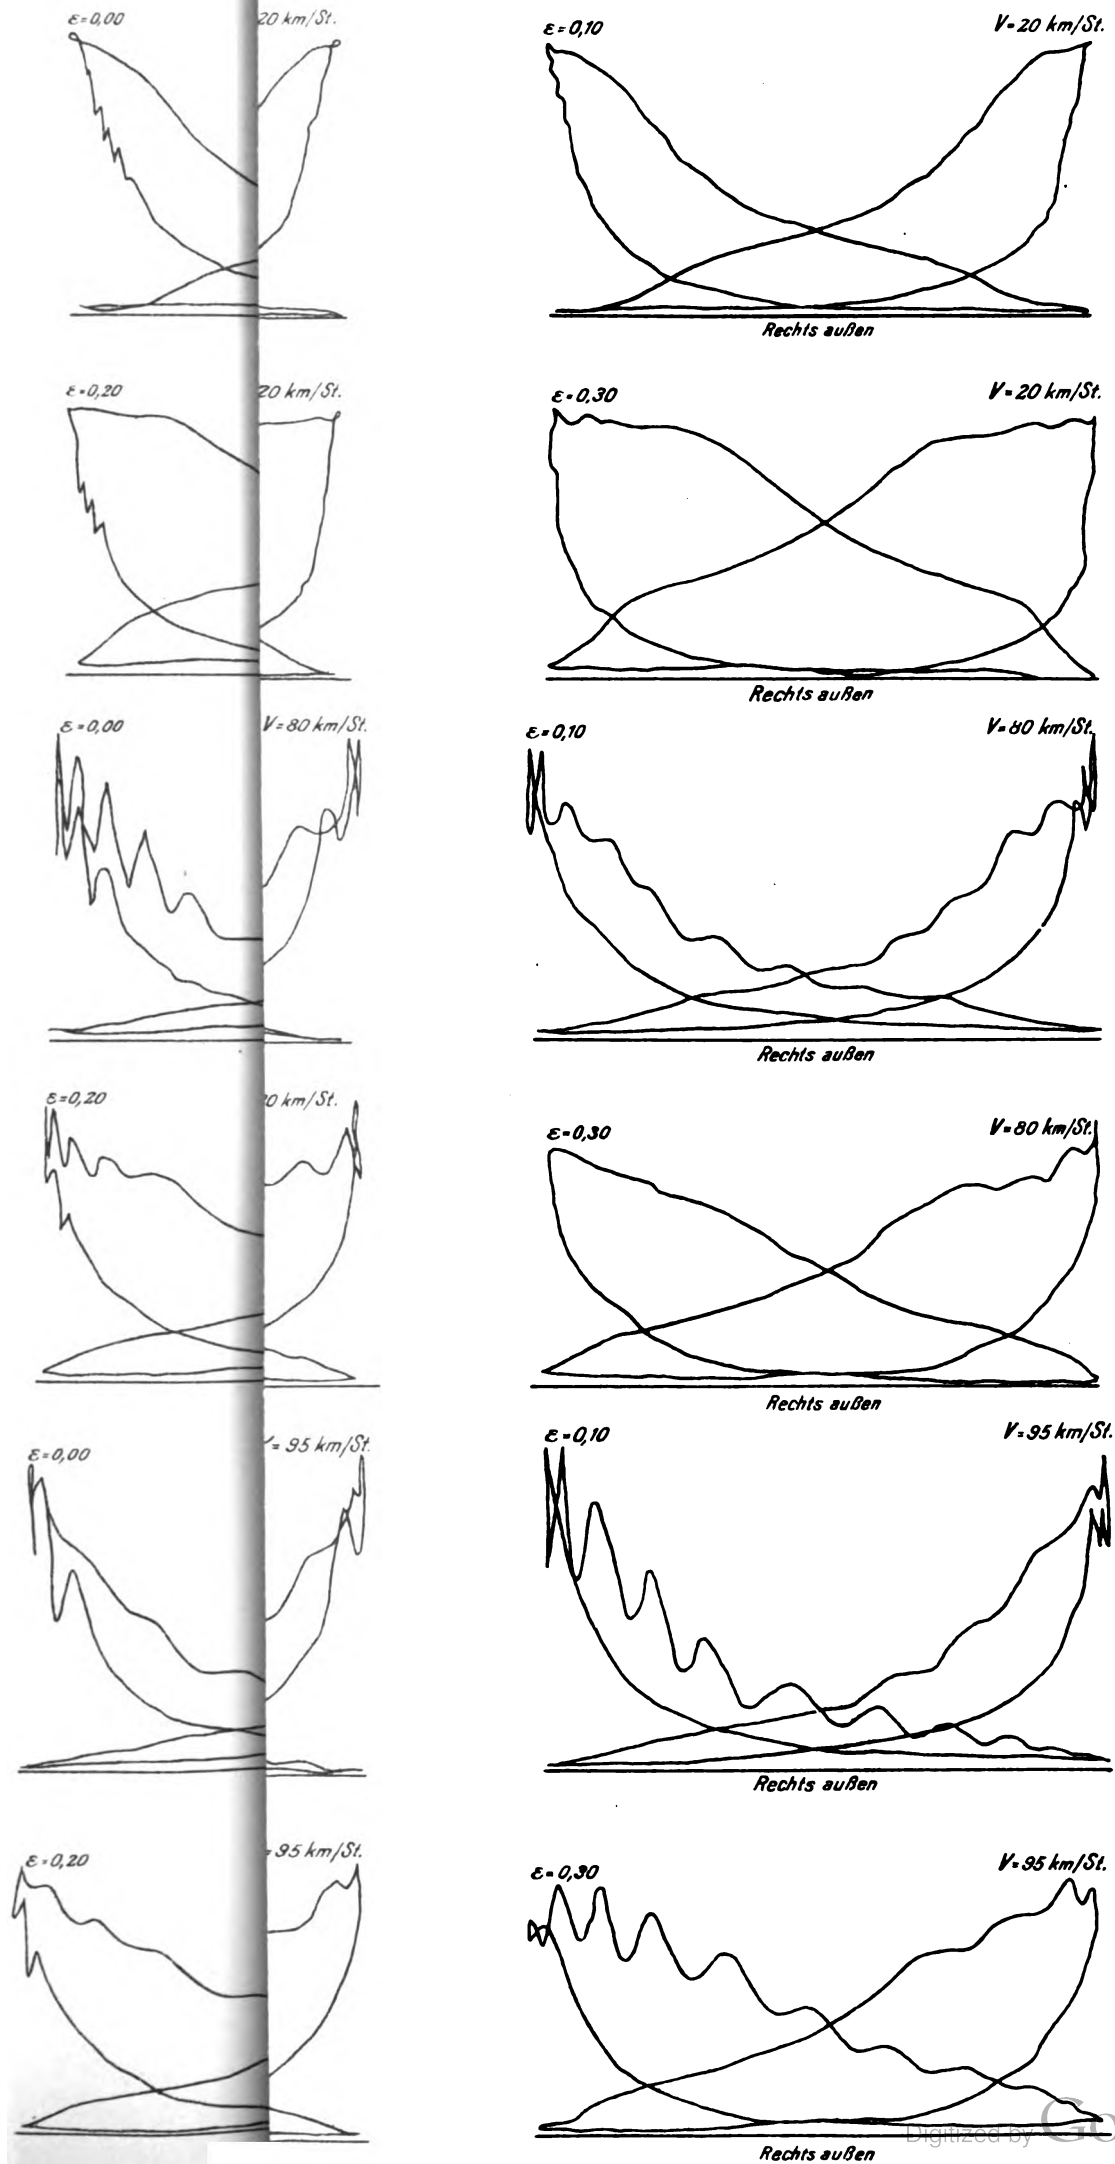 ε=0,00 20 km/St. ε=0,10 V=20 km/St.
Rechts außen
ε=0,20 20 km/St. ε=0,30 V=20 km/St.
Rechts außen
ε=0,00 V=80 km/St. ε=0,10 V=80 km/St.
Rechts außen
ε=0,20 0 km/St. ε=0,30 V=80 km/St.
Rechts außen
ε=0,00 = 95 km/St. ε=0,10 V=95 km/St.
Rechts außen
ε=0,20 =95 km/St. ε=0,30 V=95 km/St.
Digitized by Go
Rechts außen